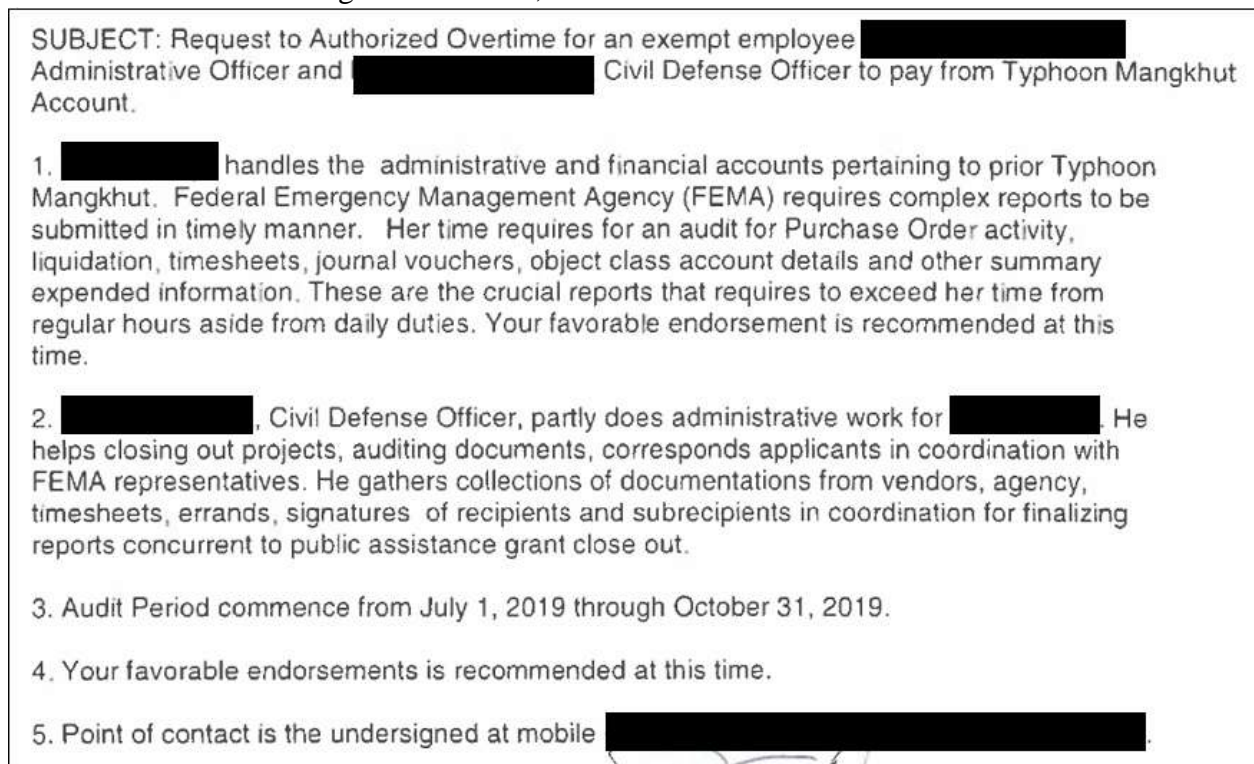 SUBJECT: Request to Authorized Overtime for an exempt employee
Administrative Officer and Civil Defense Officer to pay from Typhoon Mangkhut
Account.
1. handles the administrative and financial accounts pertaining to prior Typhoon
Mangkhut. Federal Emergency Management Agency (FEMA) requires complex reports to be
submitted in timely manner. Her time requires for an audit for Purchase Order activity,
liquidation, timesheets, journal vouchers, object class account details and other summary
expended information. These are the crucial reports that requires to exceed her time from
regular hours aside from daily duties. Your favorable endorsement is recommended at this
time.
2. , Civil Defense Officer, partly does administrative work for . He
helps closing out projects, auditing documents, corresponds applicants in coordination with
FEMA representatives. He gathers collections of documentations from vendors, agency,
timesheets, errands, signatures of recipients and subrecipients in coordination for finalizing
reports concurrent to public assistance grant close out.
3. Audit Period commence from July 1, 2019 through October 31, 2019.
4. Your favorable endorsements is recommended at this time.
5. Point of contact is the undersigned at mobile .